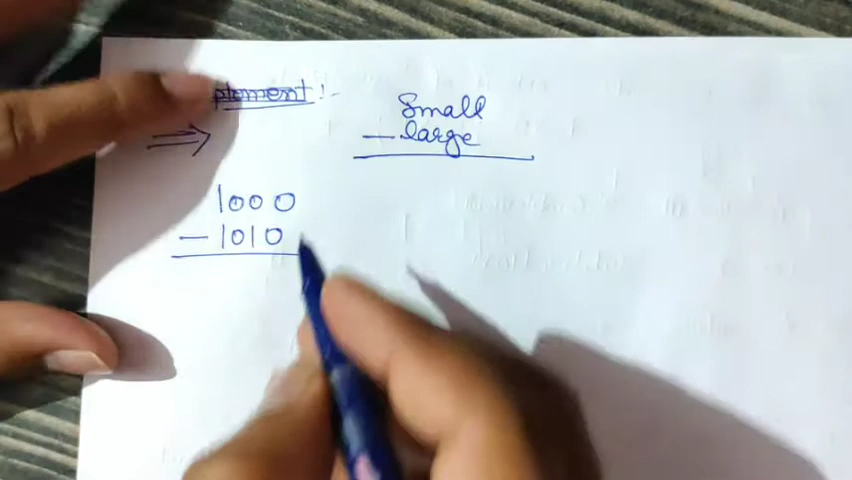 plement :-
Small
— large
⇒
1000
— 1010